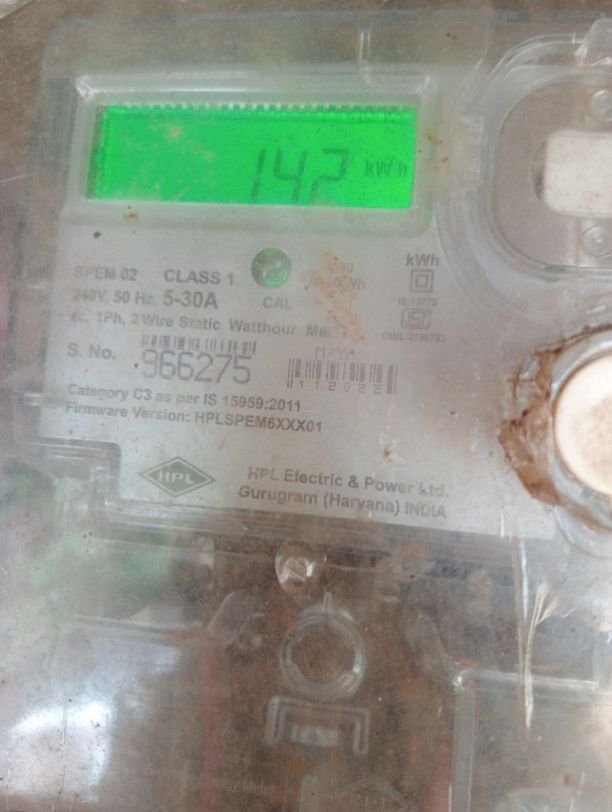 142 kWh
SPEM 02 CLASS 1
240V, 50 Hz, 5-30A
CAL
kWh
ac, 1Ph, 2 Wire Static Watthour
S. No. 966275
M/Yr
Category C3 as per IS 15959:2011
Firmware Version: HPLSPEM6XXX01
HPL
HPL Electric & Power Ltd.
Gurugram (Haryana) INDIA